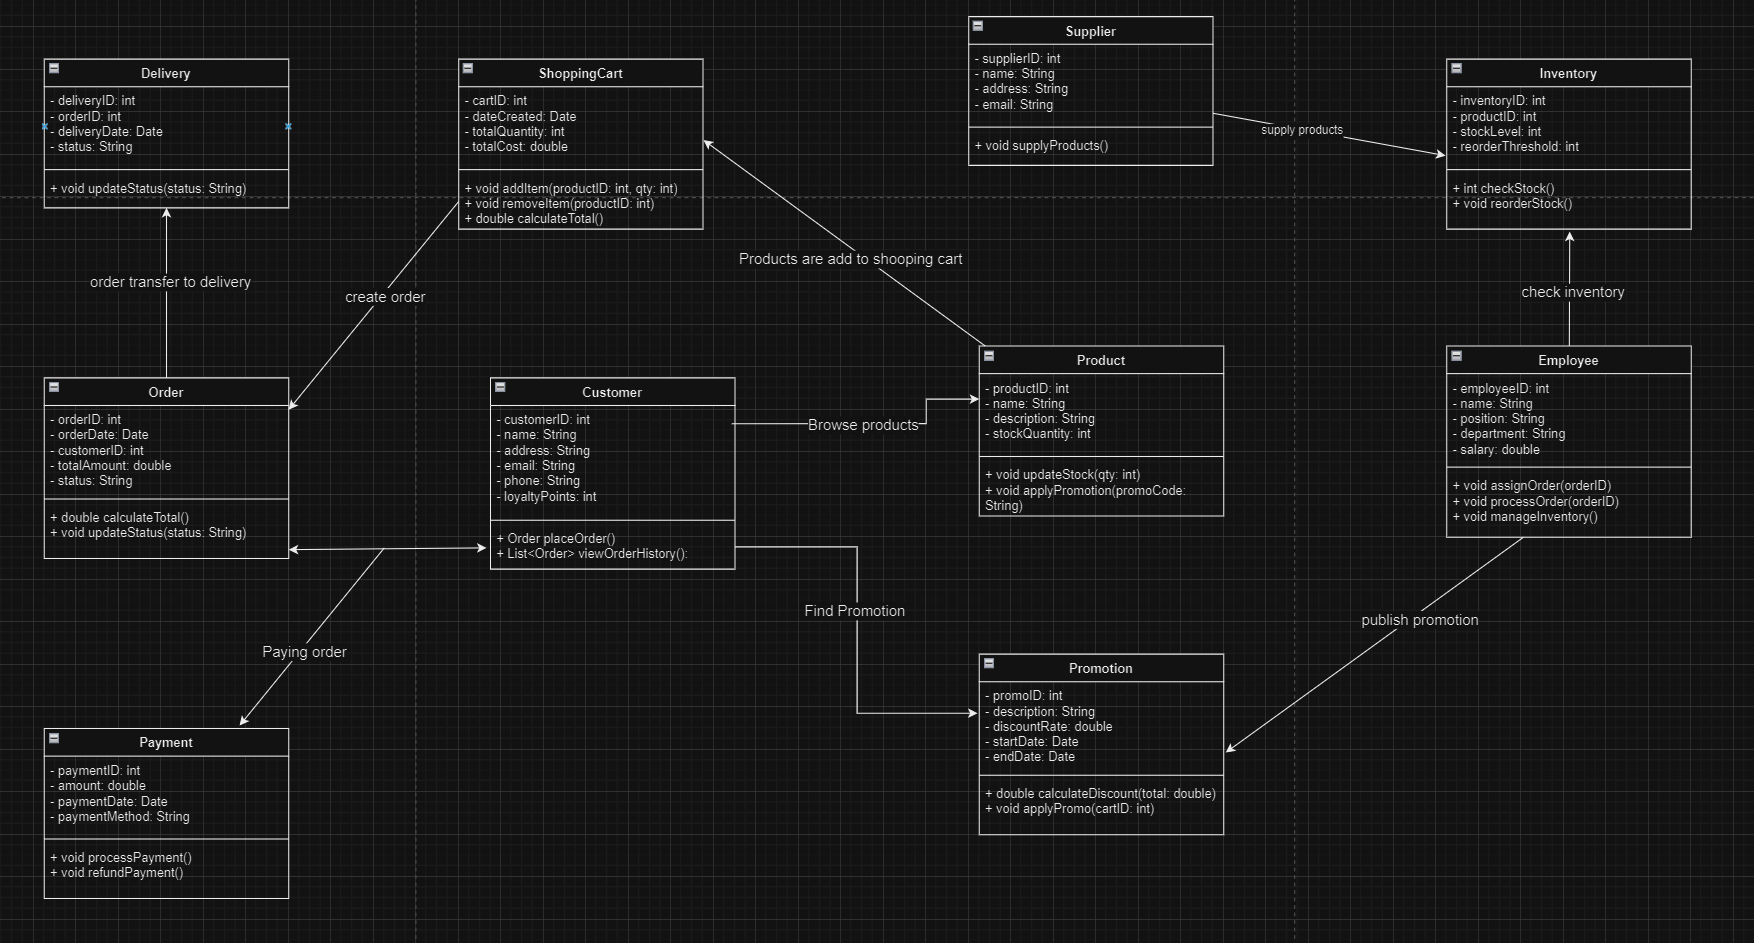 Supplier
- supplierID: int
- name: String
- address: String
- email: String
+ void supplyProducts()
Delivery
- deliveryID: int
- orderID: int
- deliveryDate: Date
- status: String
+ void updateStatus(status: String)
ShoppingCart
- cartID: int
- dateCreated: Date
- totalQuantity: int
- totalCost: double
+ void addItem(productID: int, qty: int)
+ void removeItem(productID: int)
+ double calculateTotal()
supply products
Inventory
- inventoryID: int
- productID: int
- stockLevel: int
- reorderThreshold: int
+ int checkStock()
+ void reorderStock()
order transfer to delivery
create order
Products are add to shooping cart
check inventory
Order
- orderID: int
- orderDate: Date
- customerID: int
- totalAmount: double
- status: String
+ double calculateTotal()
+ void updateStatus(status: String)
Customer
- customerID: int
- name: String
- address: String
- email: String
- phone: String
- loyaltyPoints: int
+ Order placeOrder()
+ List<Order> viewOrderHistory():
Browse products
Product
- productID: int
- name: String
- description: String
- stockQuantity: int
+ void updateStock(qty: int)
+ void applyPromotion(promoCode:
String)
Employee
- employeeID: int
- name: String
- position: String
- department: String
- salary: double
+ void assignOrder(orderID)
+ void processOrder(orderID)
+ void manageInventory()
Paying order
Find Promotion
publish promotion
Payment
- paymentID: int
- amount: double
- paymentDate: Date
- paymentMethod: String
+ void processPayment()
+ void refundPayment()
Promotion
- promoID: int
- description: String
- discountRate: double
- startDate: Date
- endDate: Date
+ double calculateDiscount(total: double)
+ void applyPromo(cartID: int)